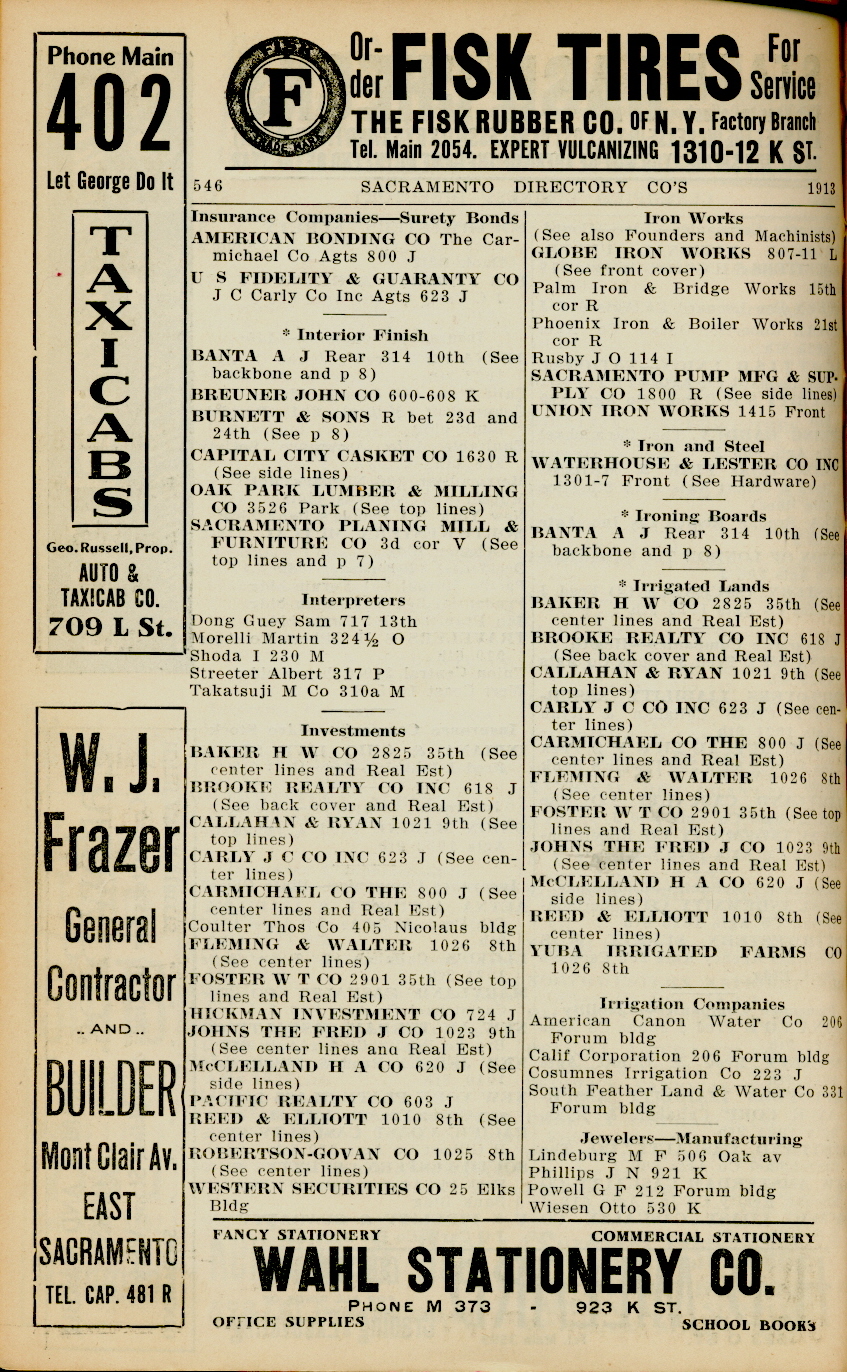 Phone Main
402
Let George Do It
TAXICABS
Geo. Russell, Prop.
AUTO &
TAXICAB CO.
709 L St.
W. J.
Frazer
General
Contractor
.. AND ..
BUILDER
Mont Clair Av.
EAST
SACRAMENTO
TEL. CAP. 481 R
FISK
F
TRADE MARK
Or-
der FISK TIRES For
Service
THE FISK RUBBER CO. OF N. Y. Factory Branch
Tel. Main 2054. EXPERT VULCANIZING 1310-12 K ST.
546 SACRAMENTO DIRECTORY CO'S 1913
Insurance Companies—Surety Bonds
AMERICAN BONDING CO The Car-
michael Co Agts 800 J
U S FIDELITY & GUARANTY CO
J C Carly Co Inc Agts 623 J
* Interior Finish
BANTA A J Rear 314 10th (See
backbone and p 8)
BREUNER JOHN CO 600-608 K
BURNETT & SONS R bet 23d and
24th (See p 8)
CAPITAL CITY CASKET CO 1630 R
(See side lines)
OAK PARK LUMBER & MILLING
CO 3526 Park (See top lines)
SACRAMENTO PLANING MILL &
FURNITURE CO 3d cor V (See
top lines and p 7)
Interpreters
Dong Guey Sam 717 13th
Morelli Martin 324½ O
Shoda I 230 M
Streeter Albert 317 P
Takatsuji M Co 310a M
Investments
BAKER H W CO 2825 35th (See
center lines and Real Est)
BROOKE REALTY CO INC 618 J
(See back cover and Real Est)
CALLAHAN & RYAN 1021 9th (See
top lines)
CARLY J C CO INC 623 J (See cen-
ter lines)
CARMICHAEL CO THE 800 J (See
center lines and Real Est)
Coulter Thos Co 405 Nicolaus bldg
FLEMING & WALTER 1026 8th
(See center lines)
FOSTER W T CO 2901 35th (See top
lines and Real Est)
HICKMAN INVESTMENT CO 724 J
JOHNS THE FRED J CO 1023 9th
(See center lines and Real Est)
McCLELLAND H A CO 620 J (See
side lines)
PACIFIC REALTY CO 603 J
REED & ELLIOTT 1010 8th (See
center lines)
ROBERTSON-GOVAN CO 1025 8th
(See center lines)
WESTERN SECURITIES CO 25 Elks
Bldg
Iron Works
(See also Founders and Machinists)
GLOBE IRON WORKS 807-11 L
(See front cover)
Palm Iron & Bridge Works 15th
cor R
Phoenix Iron & Boiler Works 21st
cor R
Rusby J O 114 I
SACRAMENTO PUMP MFG & SUP-
PLY CO 1800 R (See side lines)
UNION IRON WORKS 1415 Front
* Iron and Steel
WATERHOUSE & LESTER CO INC
1301-7 Front (See Hardware)
* Ironing Boards
BANTA A J Rear 314 10th (See
backbone and p 8)
* Irrigated Lands
BAKER H W CO 2825 35th (See
center lines and Real Est)
BROOKE REALTY CO INC 618 J
(See back cover and Real Est)
CALLAHAN & RYAN 1021 9th (See
top lines)
CARLY J C CO INC 623 J (See cen-
ter lines)
CARMICHAEL CO THE 800 J (See
center lines and Real Est)
FLEMING & WALTER 1026 8th
(See center lines)
FOSTER W T CO 2901 35th (See top
lines and Real Est)
JOHNS THE FRED J CO 1023 9th
(See center lines and Real Est)
McCLELLAND H A CO 620 J (See
side lines)
REED & ELLIOTT 1010 8th (See
center lines)
YUBA IRRIGATED FARMS CO
1026 8th
Irrigation Companies
American Canon Water Co 206
Forum bldg
Calif Corporation 206 Forum bldg
Cosumnes Irrigation Co 223 J
South Feather Land & Water Co 331
Forum bldg
Jewelers—Manufacturing
Lindeburg M F 506 Oak av
Phillips J N 921 K
Powell G F 212 Forum bldg
Wiesen Otto 530 K
FANCY STATIONERY COMMERCIAL STATIONERY
WAHL STATIONERY CO.
PHONE M 373 - 923 K ST.
OFFICE SUPPLIES SCHOOL BOOKS